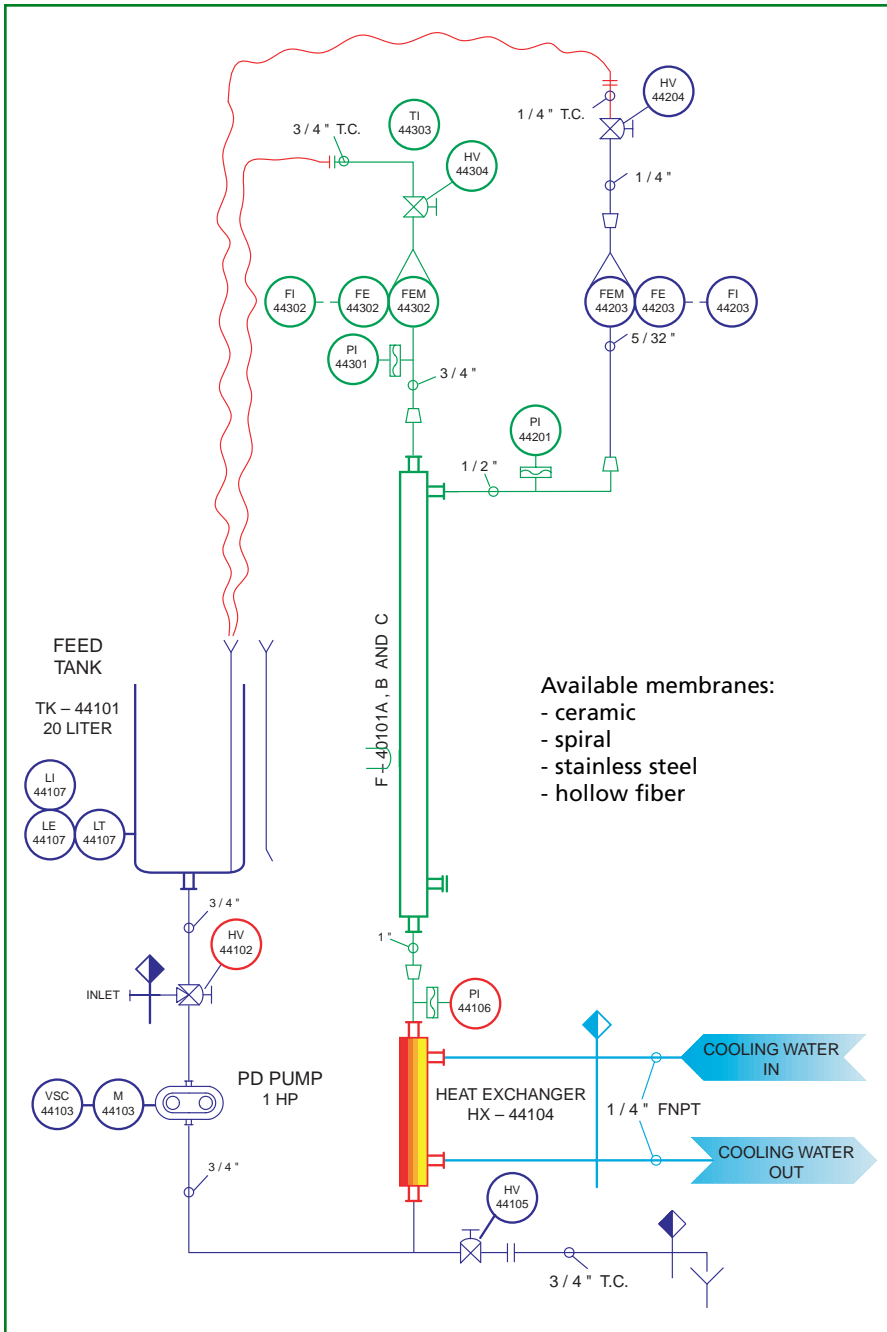 HV
44204
1 / 4 " T.C.
TI
44303
3 / 4 " T.C.
HV
44304
1 / 4 "
FI
44302
FE
44302
FEM
44302
FEM
44203
FE
44203
FI
44203
5 / 32 "
PI
44301
3 / 4 "
PI
44201
1 / 2 "
F – 40101A , B AND C
FEED
TANK
TK – 44101
20 LITER
Available membranes:
- ceramic
- spiral
- stainless steel
- hollow fiber
LI
44107
LE
44107
LT
44107
3 / 4 "
HV
44102
1 "
INLET
PI
44106
COOLING WATER
IN
PD PUMP
1 HP
VSC
44103
M
44103
HEAT EXCHANGER
HX – 44104
1 / 4 " FNPT
COOLING WATER
OUT
3 / 4 "
HV
44105
3 / 4 " T.C.